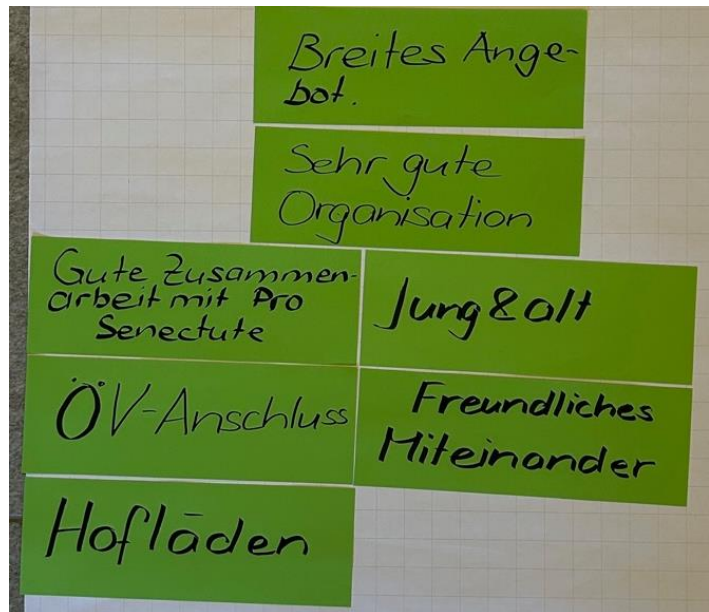 Breites Ange-
bot.
Sehr gute
Organisation
Gute Zusammen-
arbeit mit Pro
Senectute
Jung & alt
ÖV-Anschluss
Freundliches
Miteinander
Hofläden